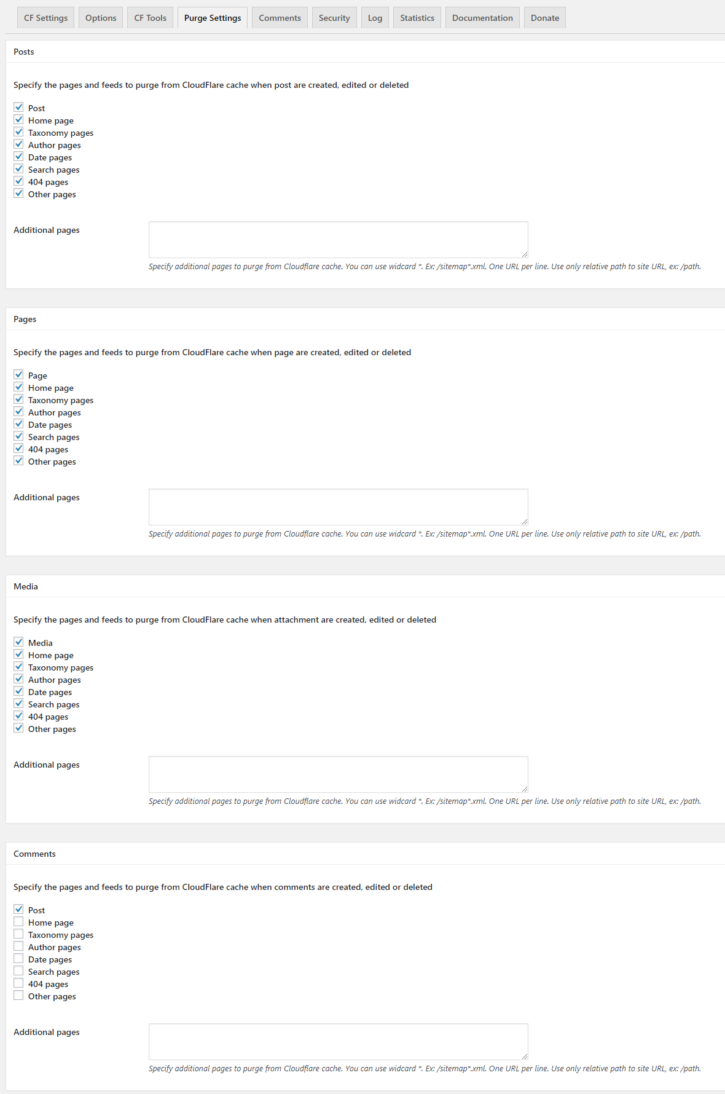 CF Settings Options CF Tools Purge Settings Comments Security Log Statistics Documentation Donate
Posts
Specify the pages and feeds to purge from CloudFlare cache when post are created, edited or deleted
Post
Home page
Taxonomy pages
Author pages
Date pages
Search pages
404 pages
Other pages
Additional pages
Specify additional pages to purge from Cloudflare cache. You can use widcard *. Ex: /sitemap*.xml. One URL per line. Use only relative path to site URL, ex: /path.
Pages
Specify the pages and feeds to purge from CloudFlare cache when page are created, edited or deleted
Page
Home page
Taxonomy pages
Author pages
Date pages
Search pages
404 pages
Other pages
Additional pages
Specify additional pages to purge from Cloudflare cache. You can use widcard *. Ex: /sitemap*.xml. One URL per line. Use only relative path to site URL, ex: /path.
Media
Specify the pages and feeds to purge from CloudFlare cache when attachment are created, edited or deleted
Media
Home page
Taxonomy pages
Author pages
Date pages
Search pages
404 pages
Other pages
Additional pages
Specify additional pages to purge from Cloudflare cache. You can use widcard *. Ex: /sitemap*.xml. One URL per line. Use only relative path to site URL, ex: /path.
Comments
Specify the pages and feeds to purge from CloudFlare cache when comments are created, edited or deleted
Post
Home page
Taxonomy pages
Author pages
Date pages
Search pages
404 pages
Other pages
Additional pages
Specify additional pages to purge from Cloudflare cache. You can use widcard *. Ex: /sitemap*.xml. One URL per line. Use only relative path to site URL, ex: /path.